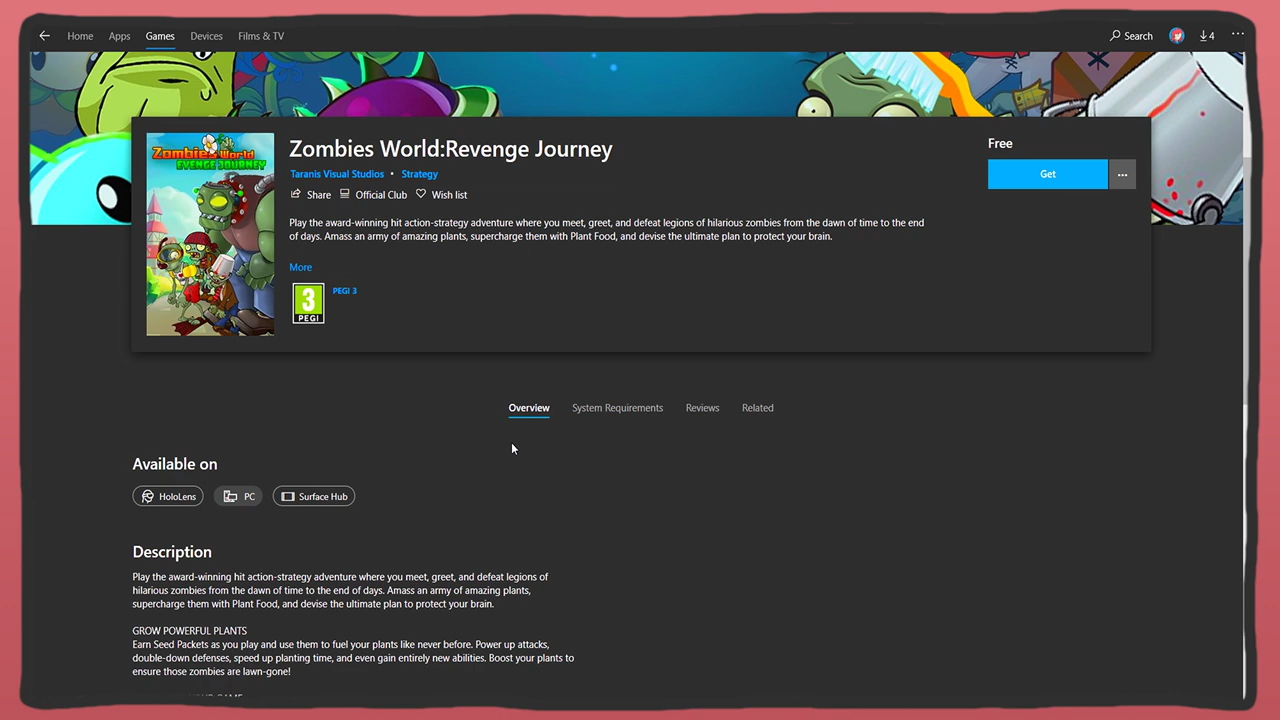 Home Apps Games Devices Films & TV Search 4
Zombies World
EVENGE JOURNEY
Zombies World:Revenge Journey
Free
Taranis Visual Studios • Strategy
Get
Share Official Club Wish list
Play the award-winning hit action-strategy adventure where you meet, greet, and defeat legions of hilarious zombies from the dawn of time to the end
of days. Amass an army of amazing plants, supercharge them with Plant Food, and devise the ultimate plan to protect your brain.
More
3
PEGI
PEGI 3
Overview System Requirements Reviews Related
Available on
HoloLens PC Surface Hub
Description
Play the award-winning hit action-strategy adventure where you meet, greet, and defeat legions of
hilarious zombies from the dawn of time to the end of days. Amass an army of amazing plants,
supercharge them with Plant Food, and devise the ultimate plan to protect your brain.
GROW POWERFUL PLANTS
Earn Seed Packets as you play and use them to fuel your plants like never before. Power up attacks,
double-down defenses, speed up planting time, and even gain entirely new abilities. Boost your plants to
ensure those zombies are lawn-gone!